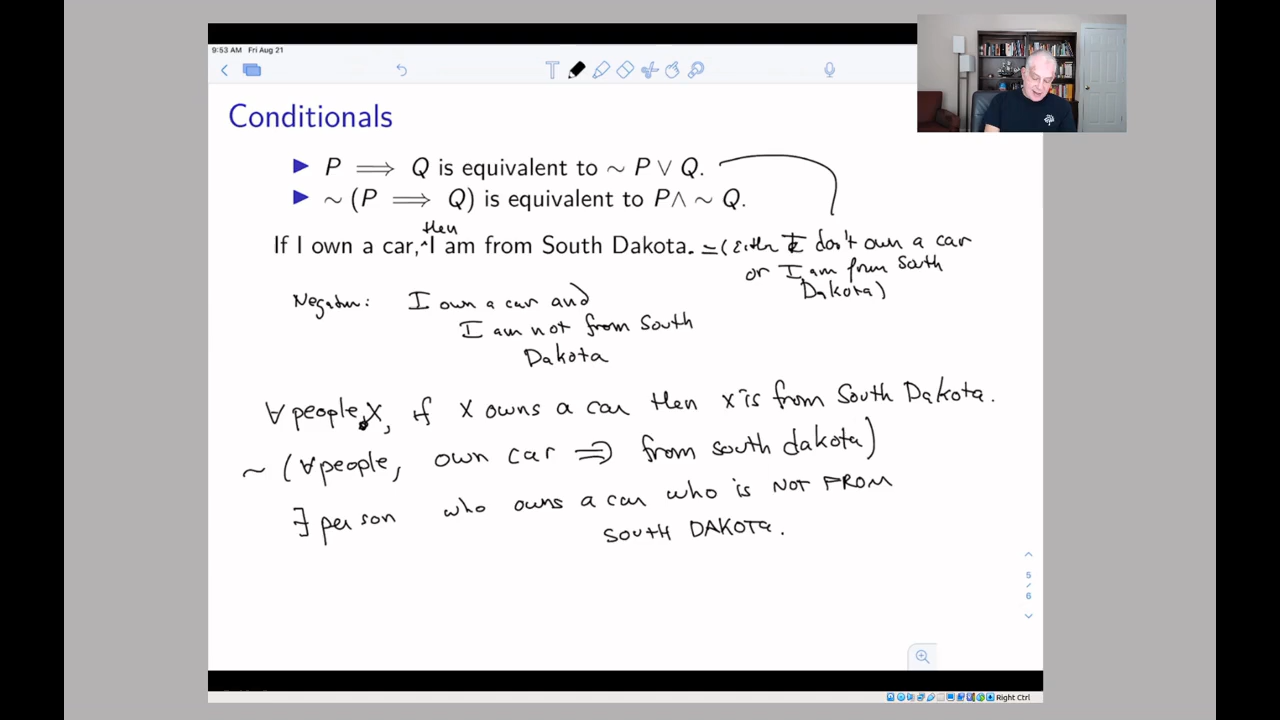 9:53 AM Fri Aug 21
Conditionals
P ⟹ Q is equivalent to ∼ P ∨ Q.
∼ (P ⟹ Q) is equivalent to P∧ ∼ Q.
then
If I own a car, I am from South Dakota. = (Either I don't own a car
or I am from South
Dakota)
Negation: I own a car and
I am not from South
Dakota
∀ people, x, if x owns a car then x is from South Dakota.
∼ (∀ people, own car ⇒ from south dakota)
∃ person who owns a car who is NOT FROM
SOUTH DAKOTA.
5
/
6
Right Ctrl